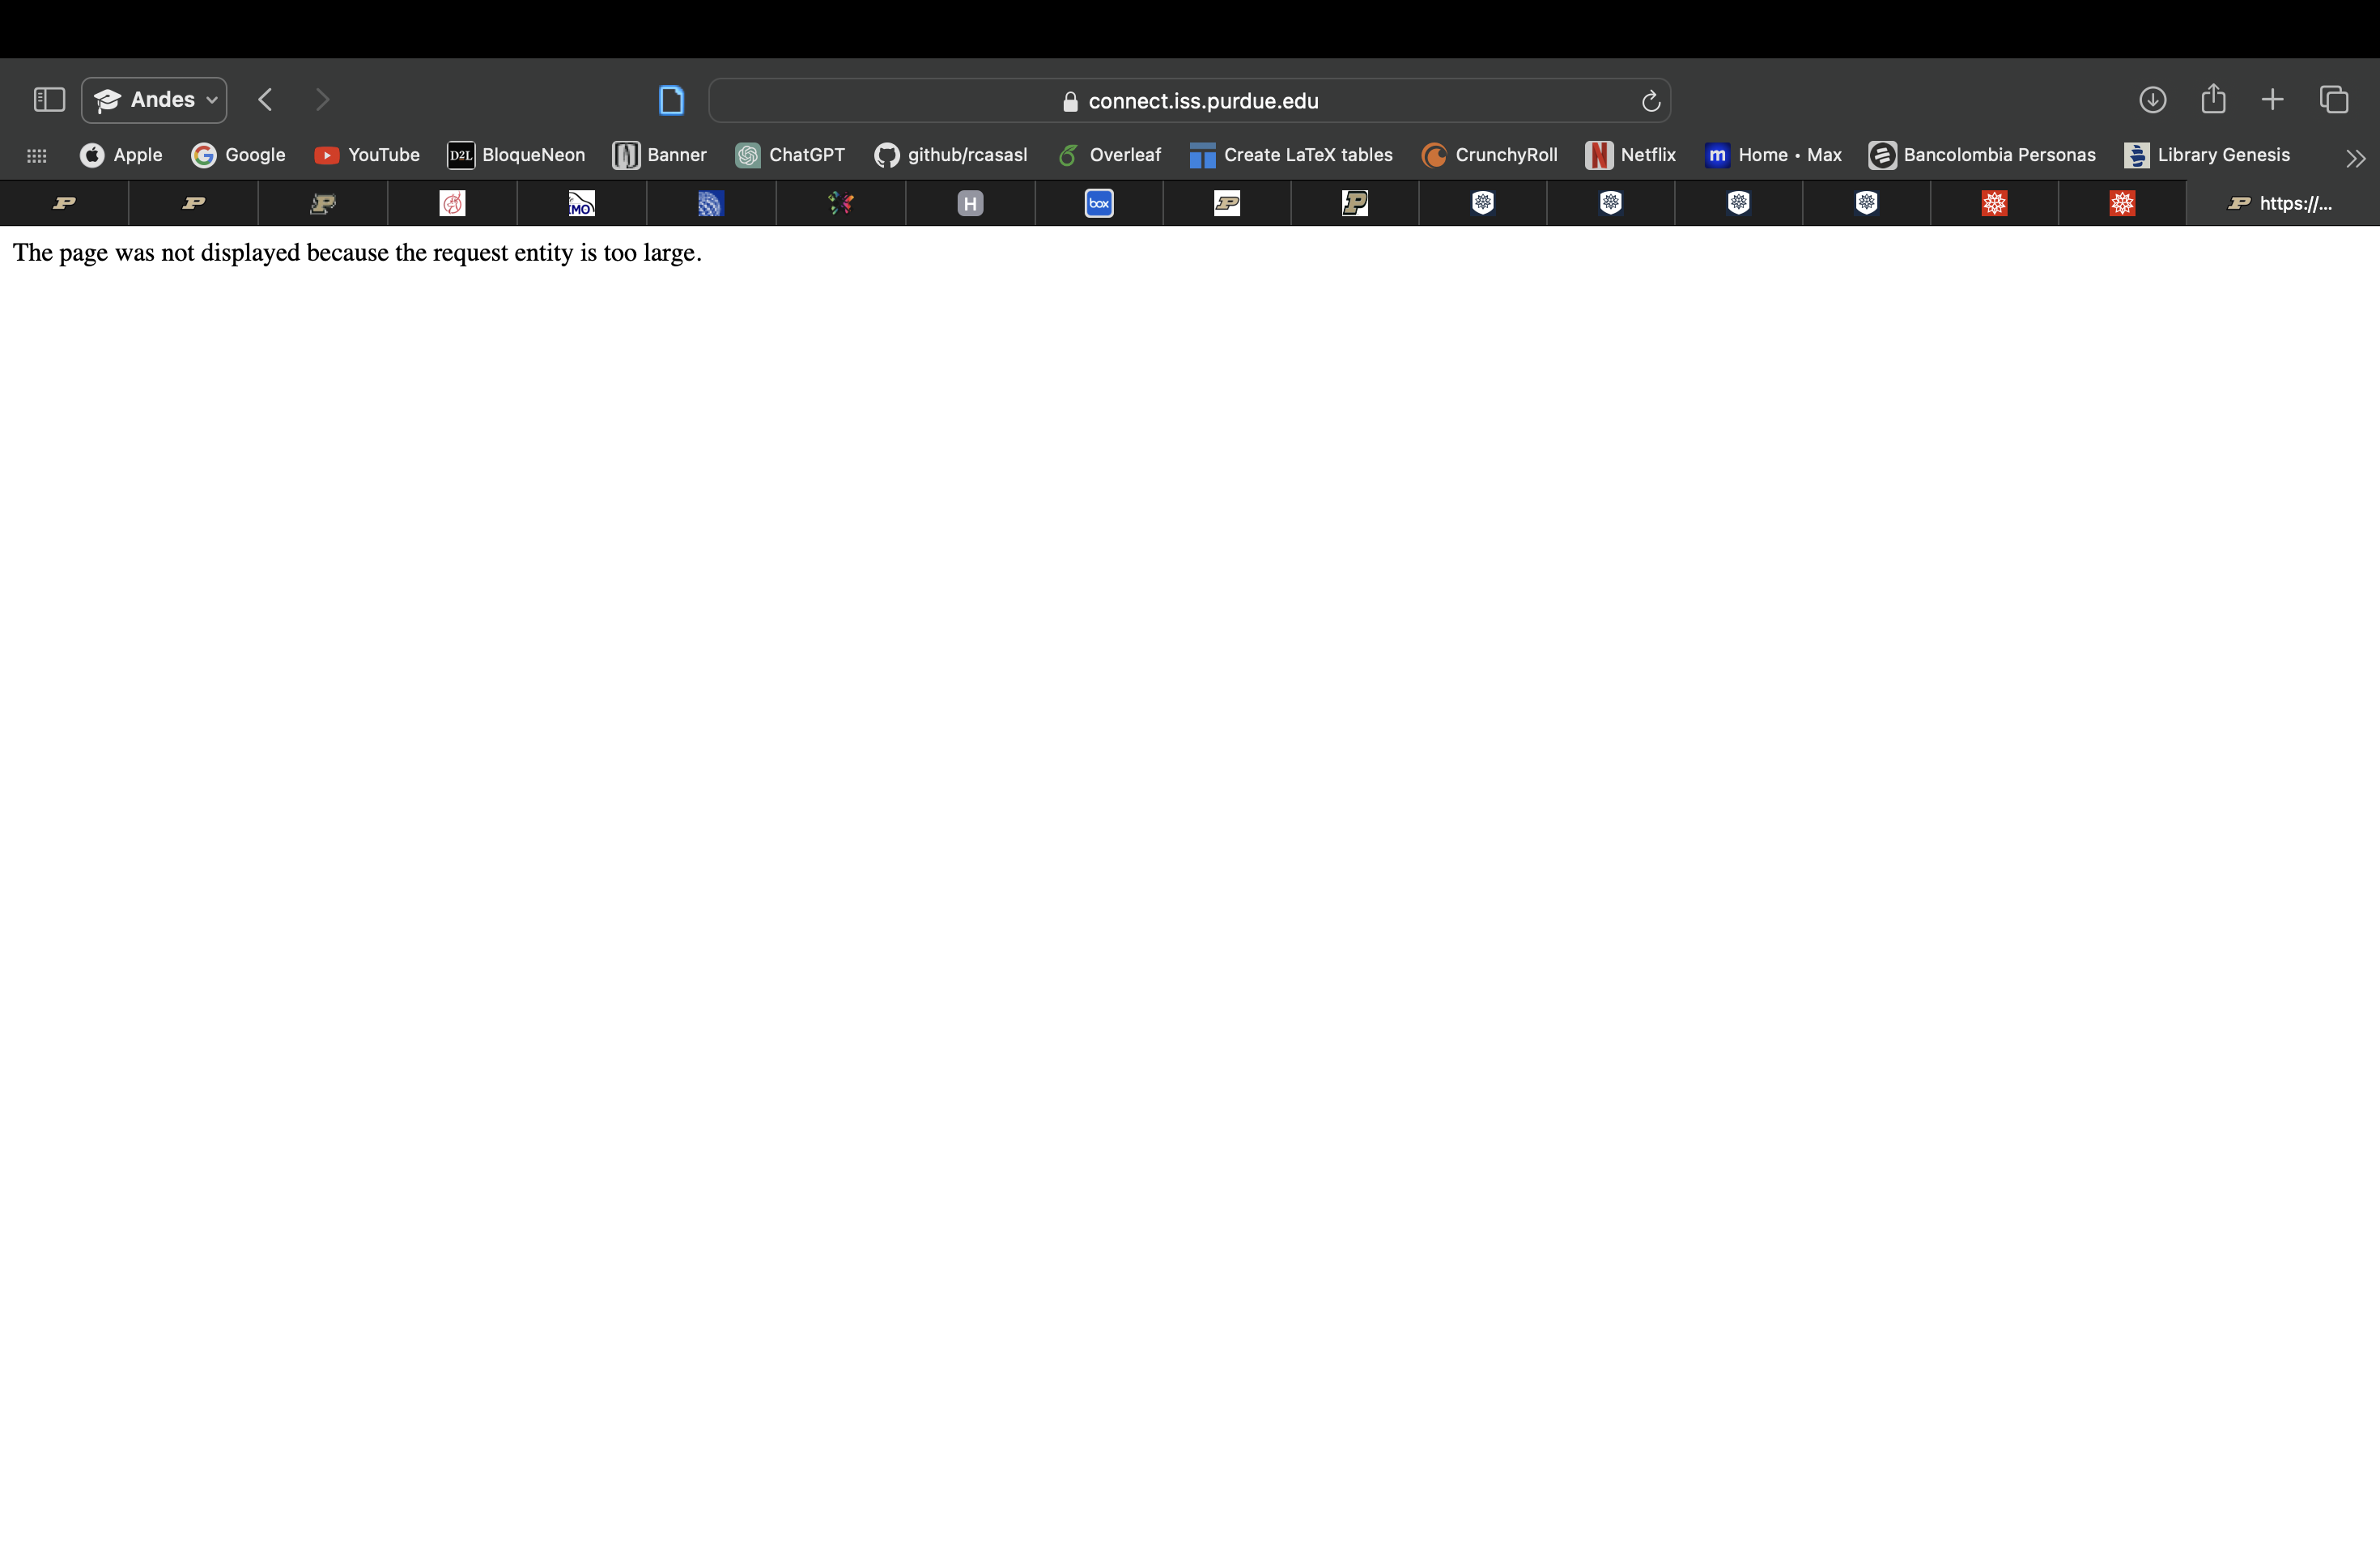 Andes
connect.iss.purdue.edu
Apple Google YouTube D2L BloqueNeon Banner ChatGPT github/rcasasl Overleaf Create LaTeX tables CrunchyRoll N Netflix m Home • Max Bancolombia Personas Library Genesis
P P P IMO H box P P P https://...
The page was not displayed because the request entity is too large.